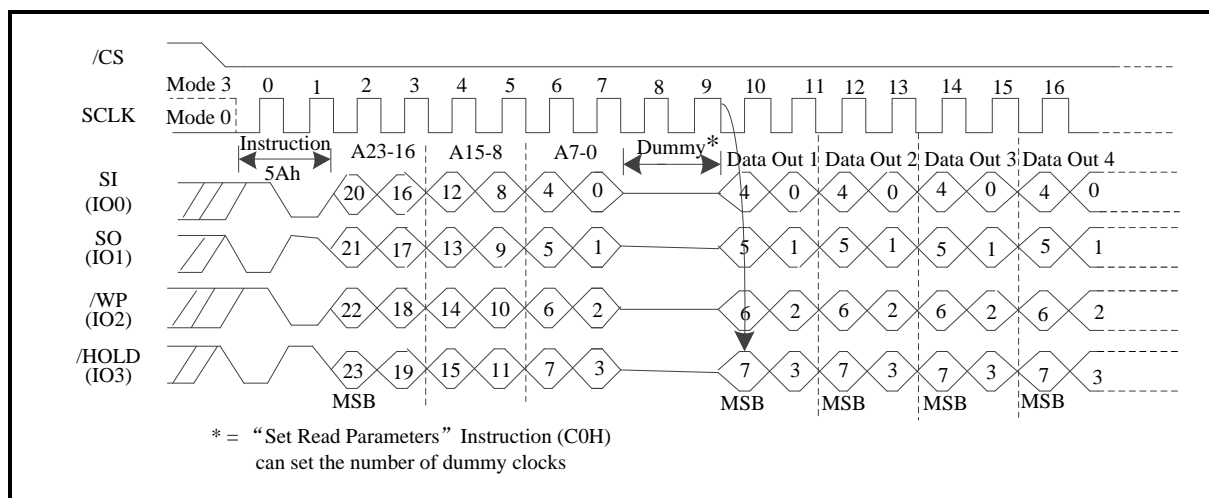 /CS
Mode 3 0 1 2 3 4 5 6 7 8 9 10 11 12 13 14 15 16
SCLK Mode 0
Instruction A23-16 A15-8 A7-0 Dummy* Data Out 1 Data Out 2 Data Out 3 Data Out 4
5Ah
SI 20 16 12 8 4 0 4 0 4 0 4 0 4 0
(IO0)
SO 21 17 13 9 5 1 5 1 5 1 5 1 5 1
(IO1)
/WP 22 18 14 10 6 2 6 2 6 2 6 2 6 2
(IO2)
/HOLD 23 19 15 11 7 3 7 3 7 3 7 3 7 3
(IO3)
MSB MSB MSB MSB MSB
* = “Set Read Parameters” Instruction (C0H)
can set the number of dummy clocks